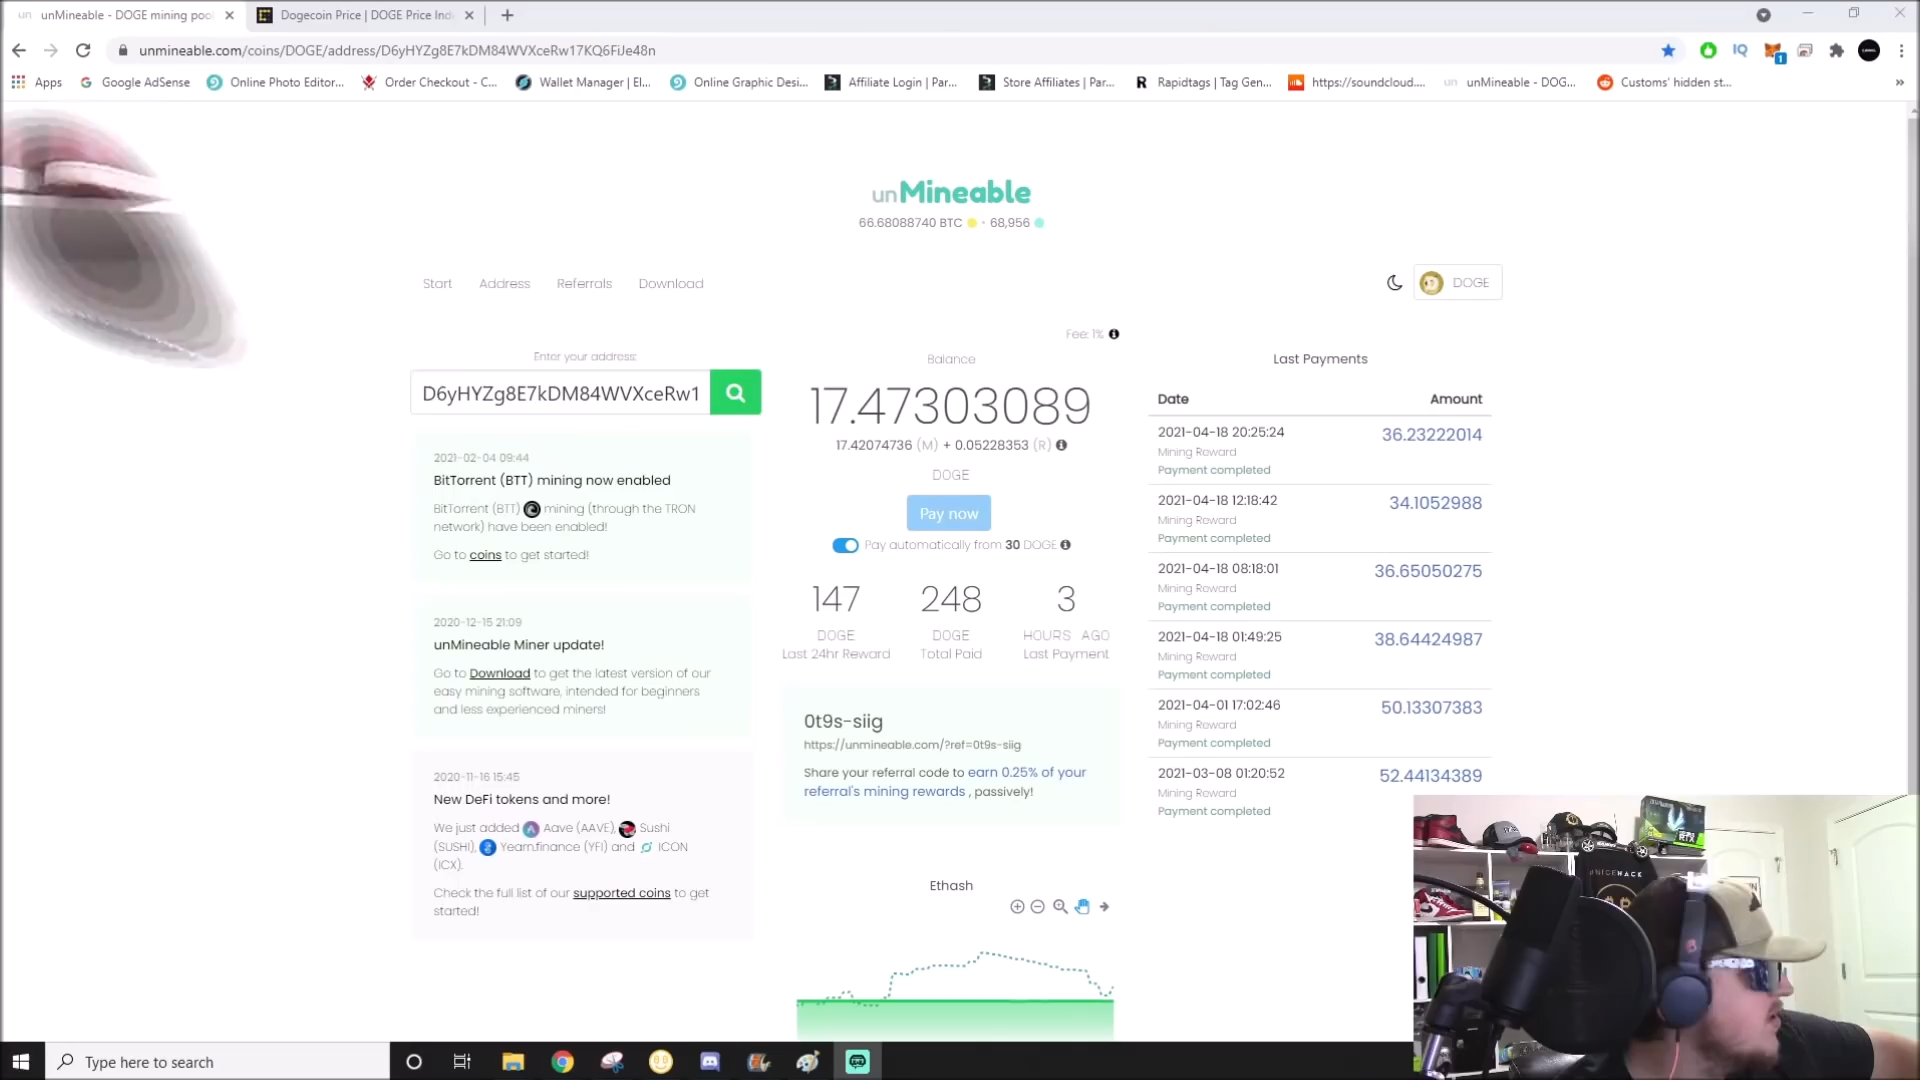 unMineable - DOGE mining poo
Dogecoin Price | DOGE Price Ind
unmineable.com/coins/DOGE/address/D6yHYZg8E7kDM84WVXceRw17KQ6FiJe48n
Apps
Google AdSense
Online Photo Editor...
Order Checkout - C...
Wallet Manager | El...
Online Graphic Desi...
Affiliate Login | Par...
Store Affiliates | Par...
Rapidtags | Tag Gen...
https://soundcloud....
unMineable - DOG...
Customs' hidden st...
unMineable
66.68088740 BTC · 68,956
Start
Address
Referrals
Download
DOGE
Enter your address:
D6yHYZg8E7kDM84WVXceRw1
2021-02-04 09:44
BitTorrent (BTT) mining now enabled
BitTorrent (BTT) mining (through the TRON
network) have been enabled!
Go to coins to get started!
2020-12-15 21:09
unMineable Miner update!
Go to Download to get the latest version of our
easy mining software, intended for beginners
and less experienced miners!
2020-11-16 15:45
New DeFi tokens and more!
We just added Aave (AAVE), Sushi
(SUSHI), Yearn.finance (YFI) and ICON
(ICX).
Check the full list of our supported coins to get
started!
Fee: 1%
Balance
17.47303089
17.42074736 (M) + 0.05228353 (R)
DOGE
Pay now
Pay automatically from 30 DOGE
147
DOGE
Last 24hr Reward
248
DOGE
Total Paid
3
HOURS AGO
Last Payment
0t9s-siig
https://unmineable.com/?ref=0t9s-siig
Share your referral code to earn 0.25% of your
referral's mining rewards , passively!
Ethash
Last Payments
Date
Amount
2021-04-18 20:25:24
36.23222014
Mining Reward
Payment completed
2021-04-18 12:18:42
34.1052988
Mining Reward
Payment completed
2021-04-18 08:18:01
36.65050275
Mining Reward
Payment completed
2021-04-18 01:49:25
38.64424987
Mining Reward
Payment completed
2021-04-01 17:02:46
50.13307383
Mining Reward
Payment completed
2021-03-08 01:20:52
52.44134389
Mining Reward
Payment completed
Type here to search